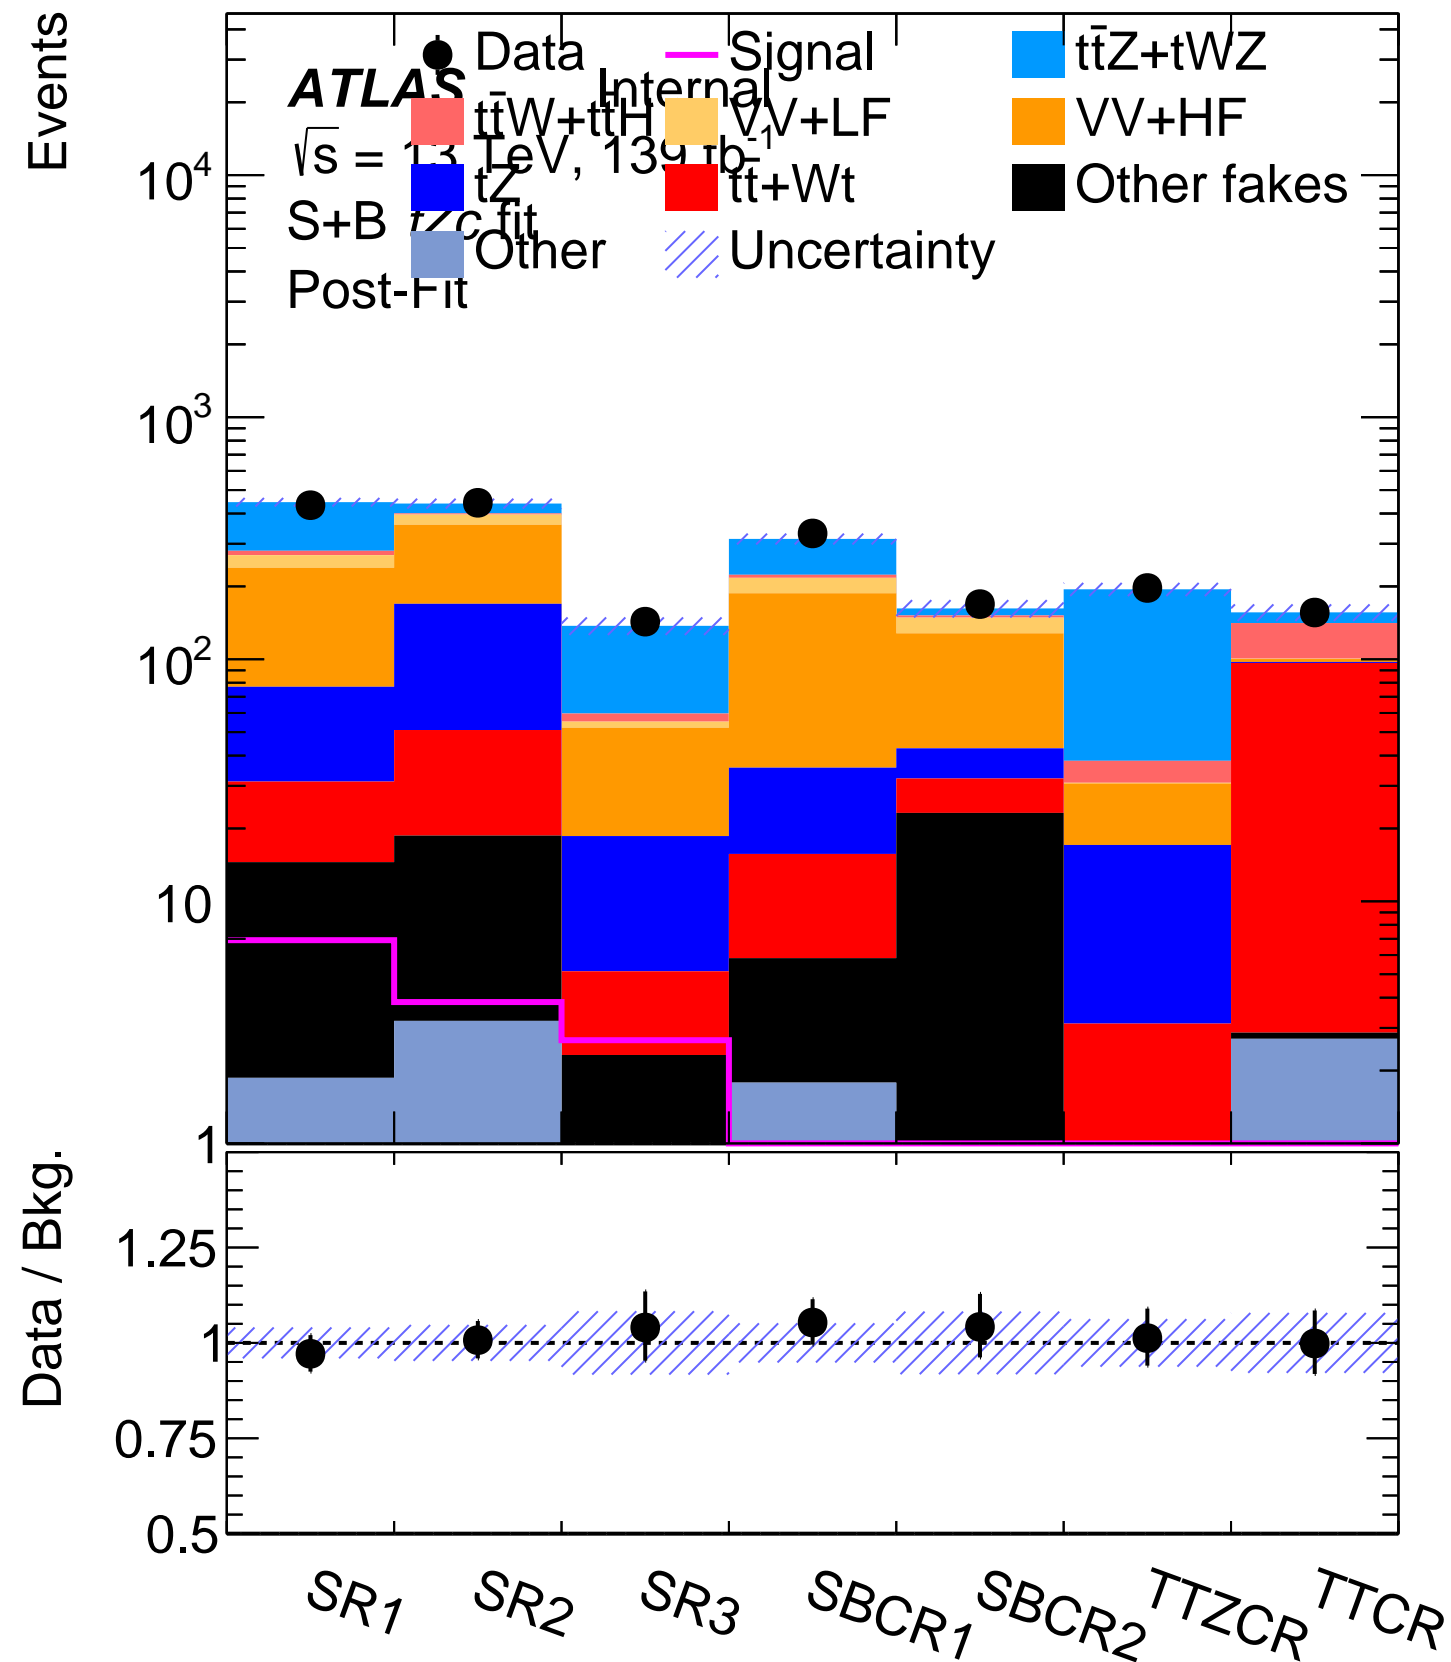 Events
Data
Signal
tt̄Z+tWZ
ATLAS Internal
tt̄W+tt̄H
VV+LF
VV+HF
√s = 13 TeV, 139 fb⁻¹
tZ
tt̄+Wt
Other fakes
S+B tZc fit
Other
Uncertainty
Post-Fit
10⁴
10³
10²
10
1
Data / Bkg.
1.25
1
0.75
0.5
SR1
SR2
SR3
SBCR1
SBCR2
TTZCR
TTCR